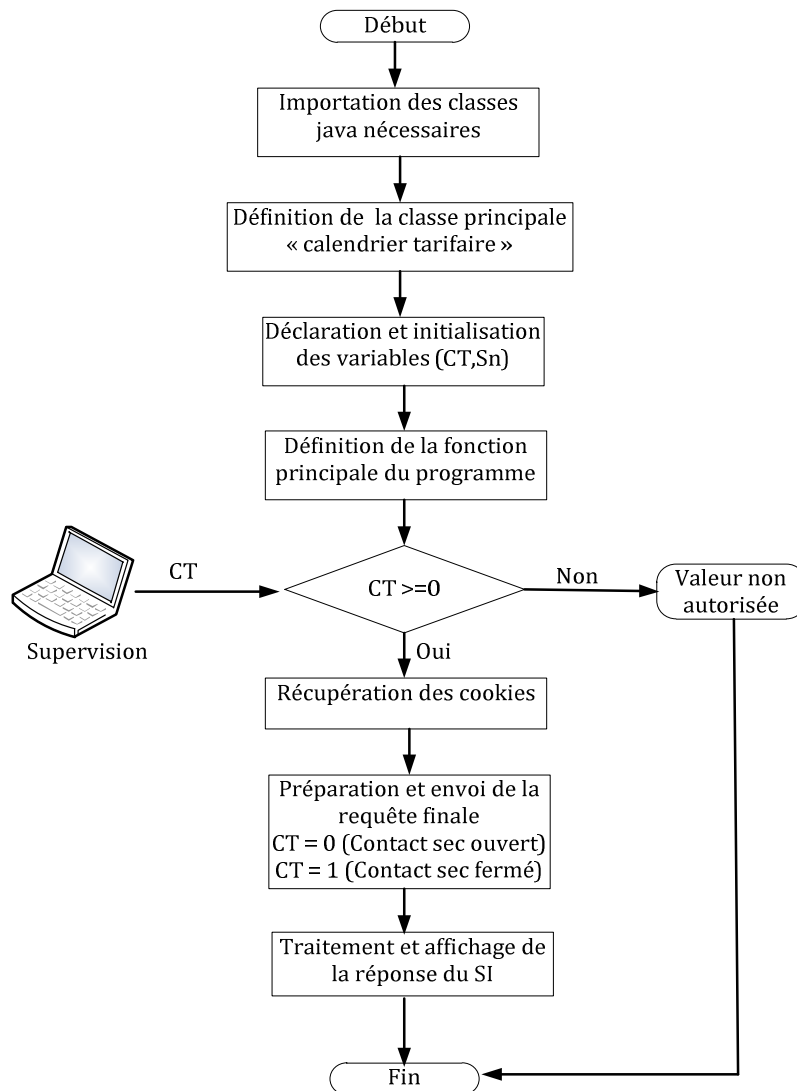 Début
Importation des classes
java nécessaires
Définition de la classe principale
« calendrier tarifaire »
Déclaration et initialisation
des variables (CT,Sn)
Définition de la fonction
principale du programme
CT
CT >=0
Non
Valeur non
autorisée
Supervision
Oui
Récupération des cookies
Préparation et envoi de la
requête finale
CT = 0 (Contact sec ouvert)
CT = 1 (Contact sec fermé)
Traitement et affichage de
la réponse du SI
Fin